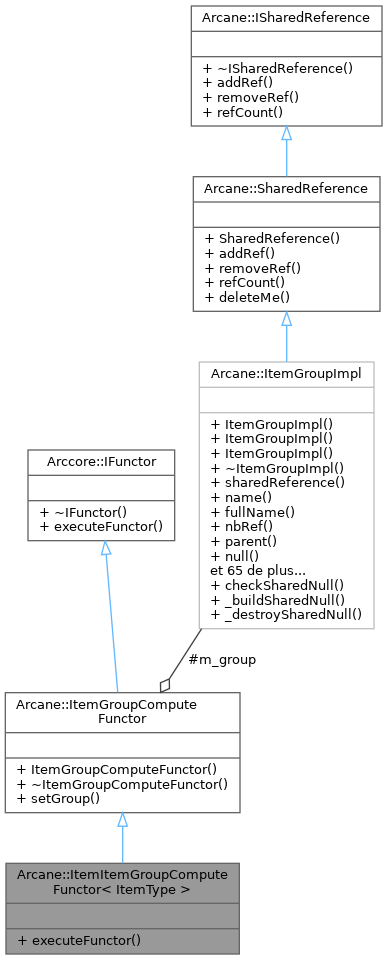 Arcane::ISharedReference
+ ~ISharedReference()
+ addRef()
+ removeRef()
+ refCount()
Arcane::SharedReference
+ SharedReference()
+ addRef()
+ removeRef()
+ refCount()
+ deleteMe()
Arcane::ItemGroupImpl
+ ItemGroupImpl()
+ ItemGroupImpl()
+ ItemGroupImpl()
+ ~ItemGroupImpl()
+ sharedReference()
+ name()
+ fullName()
+ nbRef()
+ parent()
+ null()
et 65 de plus...
+ checkSharedNull()
+ _buildSharedNull()
+ _destroySharedNull()
Arccore::IFunctor
+ ~IFunctor()
+ executeFunctor()
#m_group
Arcane::ItemGroupCompute
Functor
+ ItemGroupComputeFunctor()
+ ~ItemGroupComputeFunctor()
+ setGroup()
Arcane::ItemItemGroupCompute
Functor< ItemType >
+ executeFunctor()